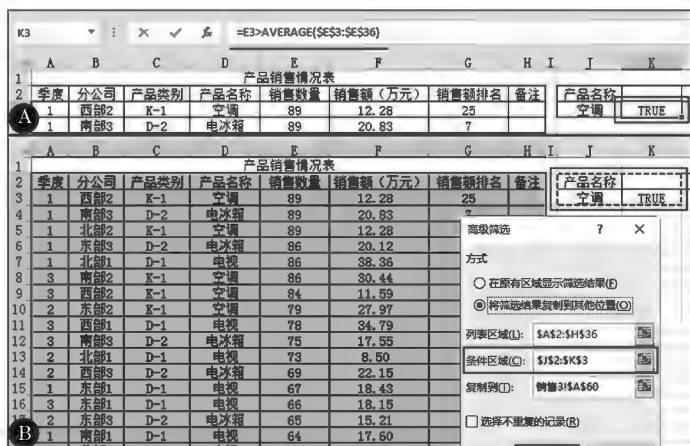 K3 fx =E3>AVERAGE($E$3:$E$36)
A B C D E F G H I J K
1 产品销售情况表
2 季度 分公司 产品类别 产品名称 销售数量 销售额（万元） 销售额排名 备注 产品名称
1 西部2 K-1 空调 89 12.28 25 空调 TRUE
A 1 南部3 D-2 电冰箱 89 20.83 7
A B C D E F G H I J K
1 产品销售情况表
2 季度 分公司 产品类别 产品名称 销售数量 销售额（万元） 销售额排名 备注 产品名称
3 1 西部2 K-1 空调 89 12.28 25 空调 TRUE
4 1 南部3 D-2 电冰箱 89 20.83
5 1 北部2 K-1 空调 89 12.28
6 1 东部3 D-2 电冰箱 86 20.12
7 1 北部1 D-1 电视 86 38.36
8 3 南部2 K-1 空调 86 30.44
9 3 西部2 K-1 空调 84 11.59
10 2 东部2 K-1 空调 79 27.97
11 3 西部1 D-1 电视 78 34.79
12 3 南部3 D-2 电冰箱 75 17.55
13 2 北部1 D-1 电视 73 8.50
14 2 西部3 D-2 电冰箱 69 22.15
15 1 东部1 D-1 电视 67 18.43
16 3 东部1 D-1 电视 66 18.15
2 东部3 D-2 电冰箱 65 15.21
B 1 南部1 D-1 电视 64 17.60
高级筛选 ? ×
方式
在原有区域显示筛选结果(F)
将筛选结果复制到其他位置(O)
列表区域(L): $A$2:$H$36
条件区域(C): $J$2:$K$3
复制到(T): 销售3!$A$60
选择不重复的记录(R)